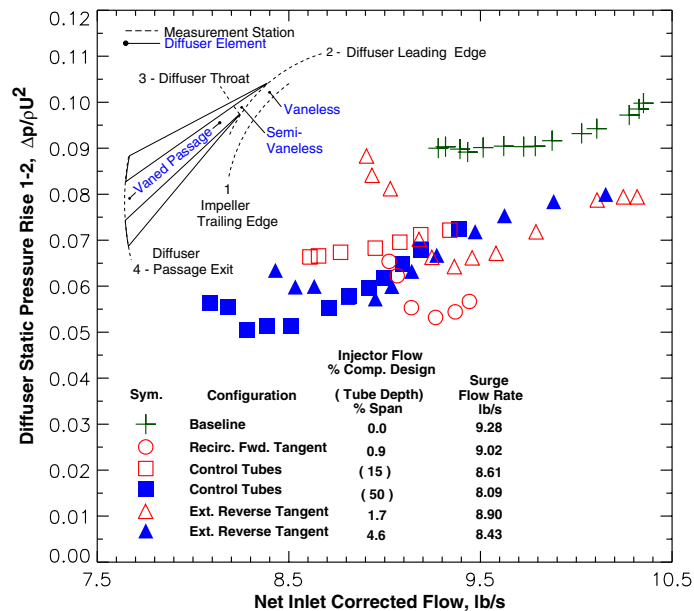 0.12
0.11
0.10
0.09
0.08
0.07
0.06
0.05
0.04
0.03
0.02
0.01
0.00
Diffuser Static Pressure Rise 1-2, Δp/ρU²
Measurement Station
Diffuser Element
2 - Diffuser Leading Edge
3 - Diffuser Throat
Vaneless
Semi-
Vaneless
Vaned Passage
1
Impeller
Trailing Edge
Diffuser
4 - Passage Exit
Injector Flow
% Comp. Design
Surge
Sym. Configuration ( Tube Depth) Flow Rate
% Span lb/s
Baseline 0.0 9.28
Recirc. Fwd. Tangent 0.9 9.02
Control Tubes ( 15 ) 8.61
Control Tubes ( 50 ) 8.09
Ext. Reverse Tangent 1.7 8.90
Ext. Reverse Tangent 4.6 8.43
7.5 8.5 9.5 10.5
Net Inlet Corrected Flow, lb/s